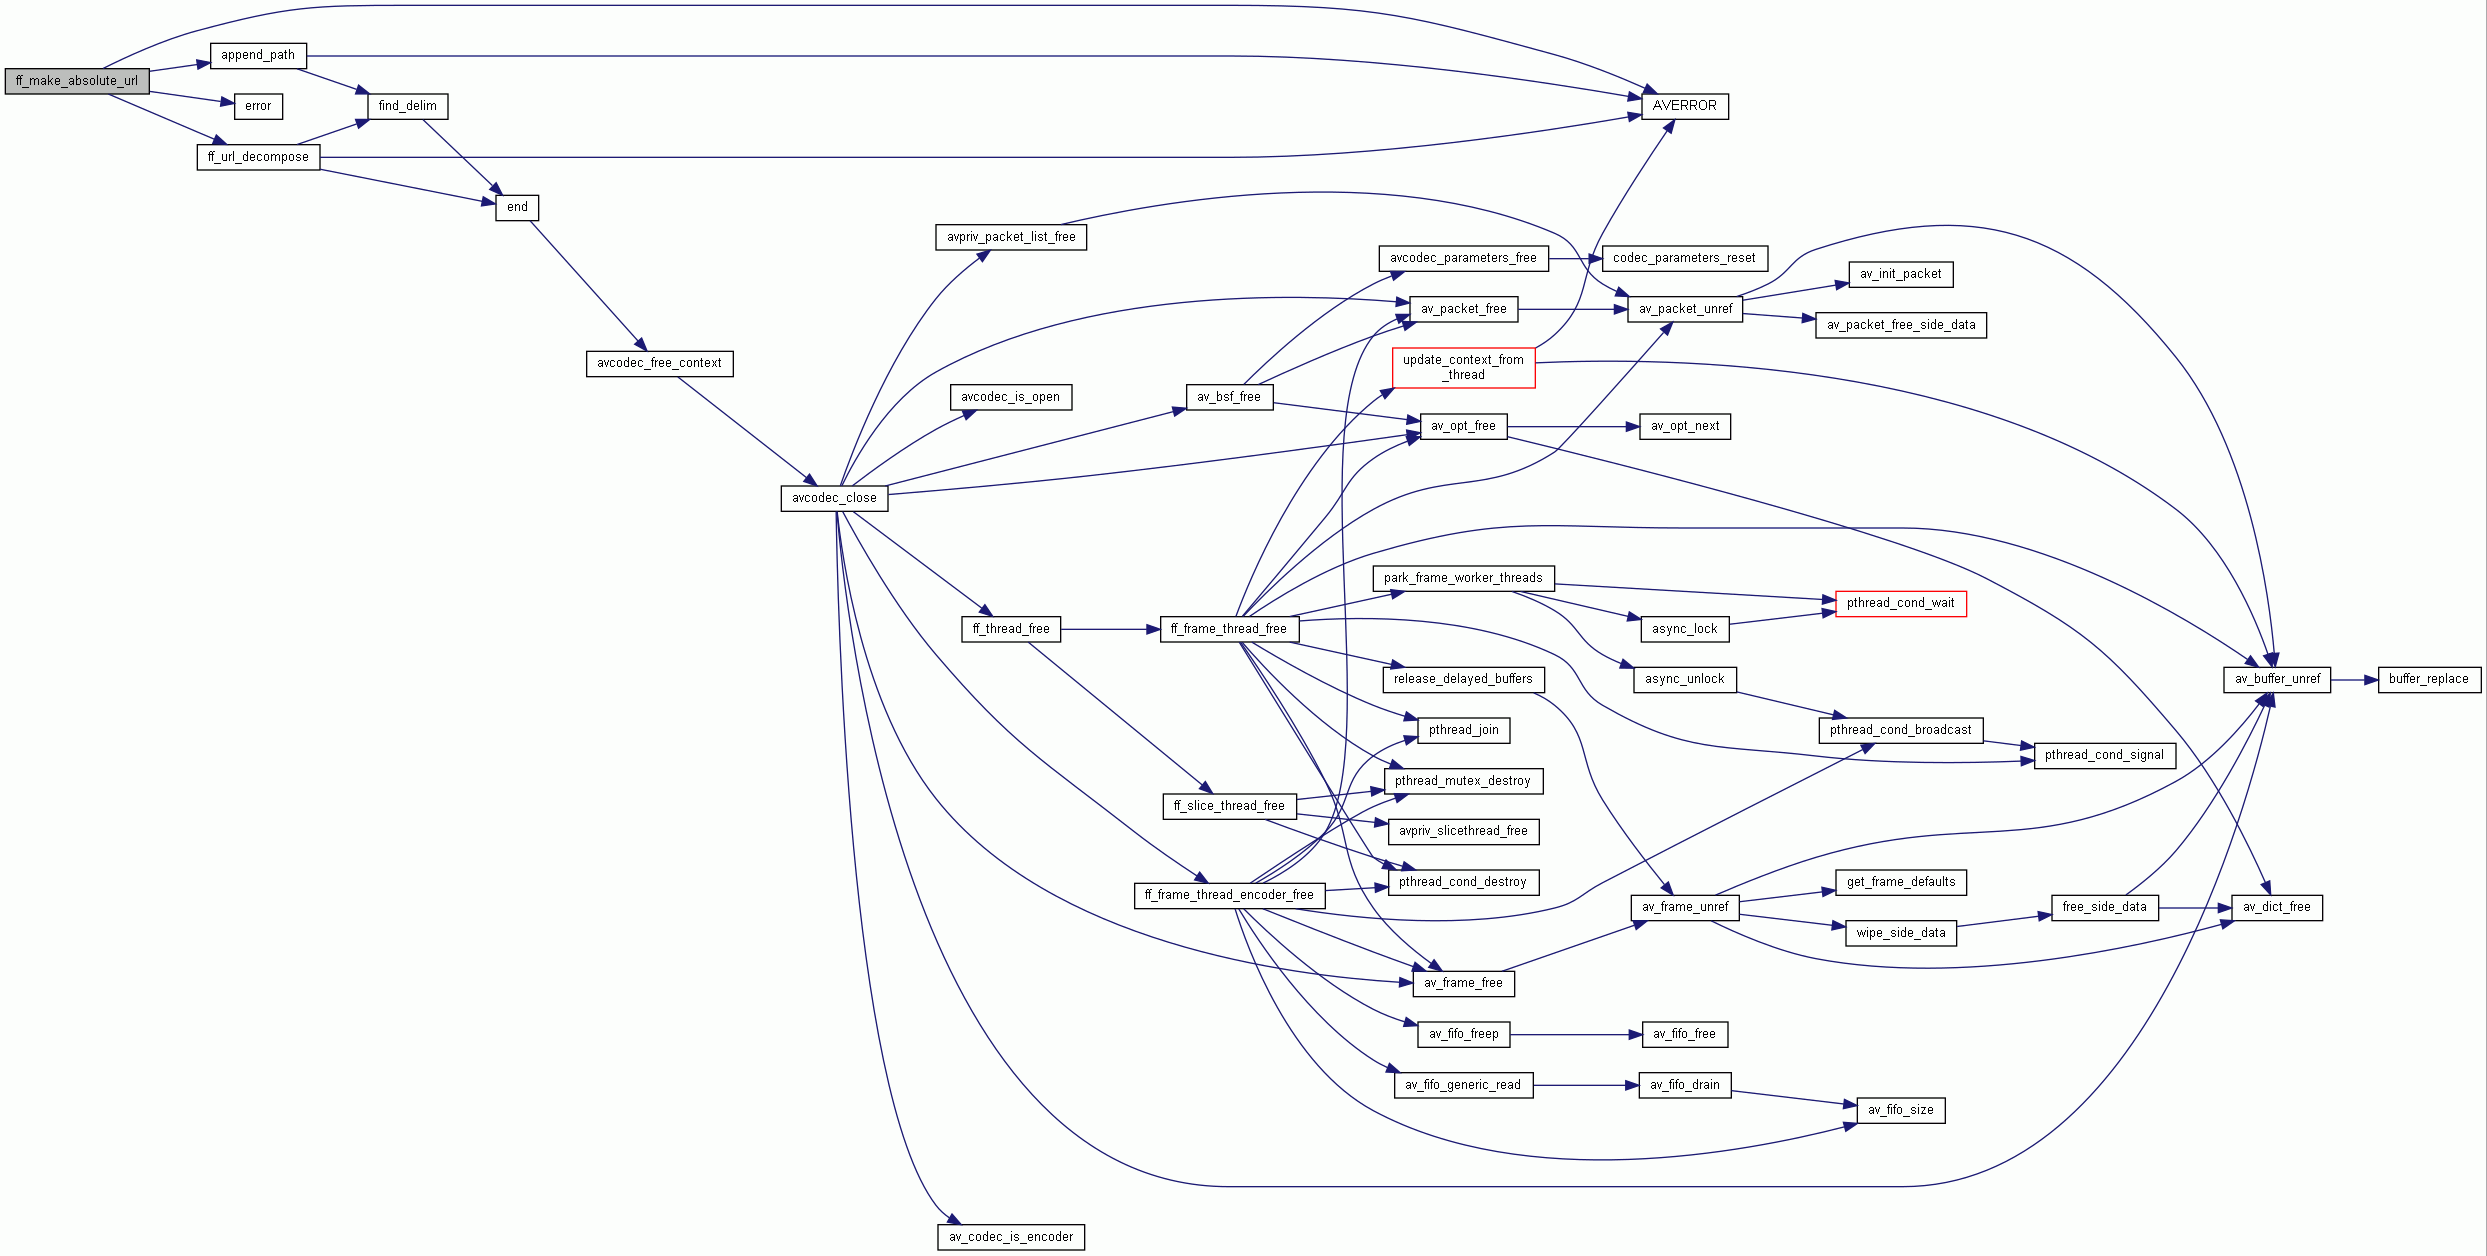 ff_make_absolute_url
append_path
error
ff_url_decompose
find_delim
end
avcodec_free_context
avcodec_close
avpriv_packet_list_free
avcodec_is_open
ff_thread_free
av_codec_is_encoder
av_bsf_free
ff_frame_thread_free
ff_slice_thread_free
ff_frame_thread_encoder_free
avcodec_parameters_free
av_packet_free
update_context_from
_thread
av_opt_free
park_frame_worker_threads
release_delayed_buffers
pthread_join
pthread_mutex_destroy
avpriv_slicethread_free
pthread_cond_destroy
av_frame_free
av_fifo_freep
av_fifo_generic_read
AVERROR
codec_parameters_reset
av_packet_unref
av_opt_next
async_lock
async_unlock
av_frame_unref
av_fifo_free
av_fifo_drain
av_init_packet
av_packet_free_side_data
pthread_cond_wait
pthread_cond_broadcast
get_frame_defaults
wipe_side_data
av_fifo_size
pthread_cond_signal
free_side_data
av_buffer_unref
av_dict_free
buffer_replace